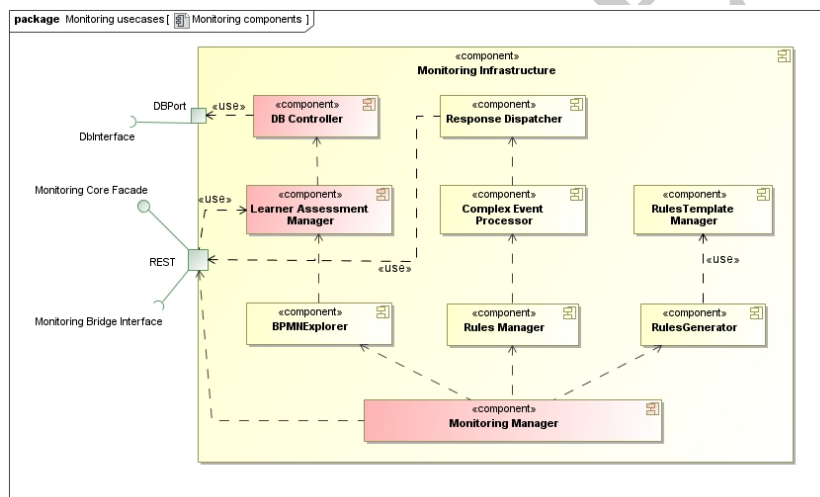 package Monitoring usecases [ Monitoring components ]
«component»
Monitoring Infrastructure
DBPort
«use»
DbInterface
«component»
DB Controller
«component»
Response Dispatcher
Monitoring Core Facade
«use»
«component»
Learner Assessment
Manager
«component»
Complex Event
Processor
«component»
RulesTemplate
Manager
REST
«use»
«use»
Monitoring Bridge Interface
«component»
BPMNExplorer
«component»
Rules Manager
«component»
RulesGenerator
«component»
Monitoring Manager